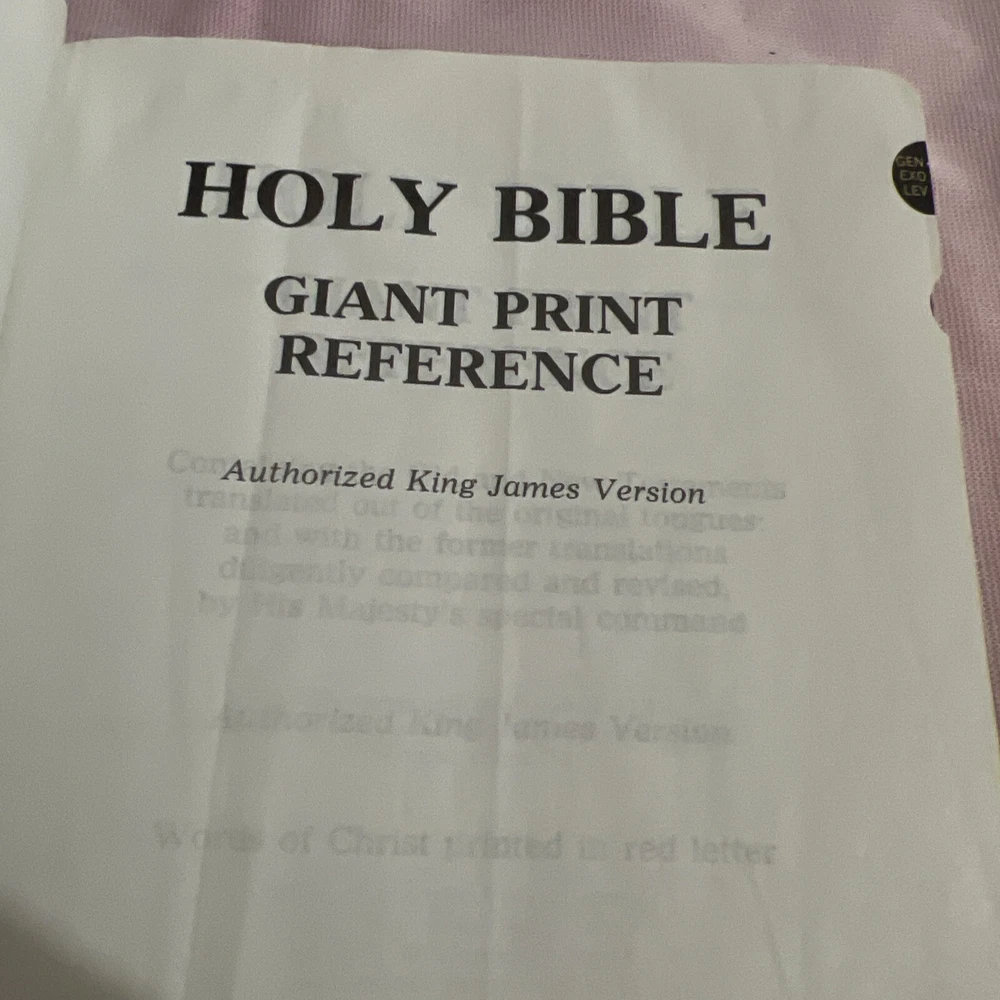 HOLY BIBLE
GEN
EXO
LEV
GIANT PRINT
REFERENCE
Authorized King James Version
translated out of the original tongues:
and with the former translations
diligently compared and revised,
by His Majesty's special command
Authorized King James Version
Words of Christ printed in red letter